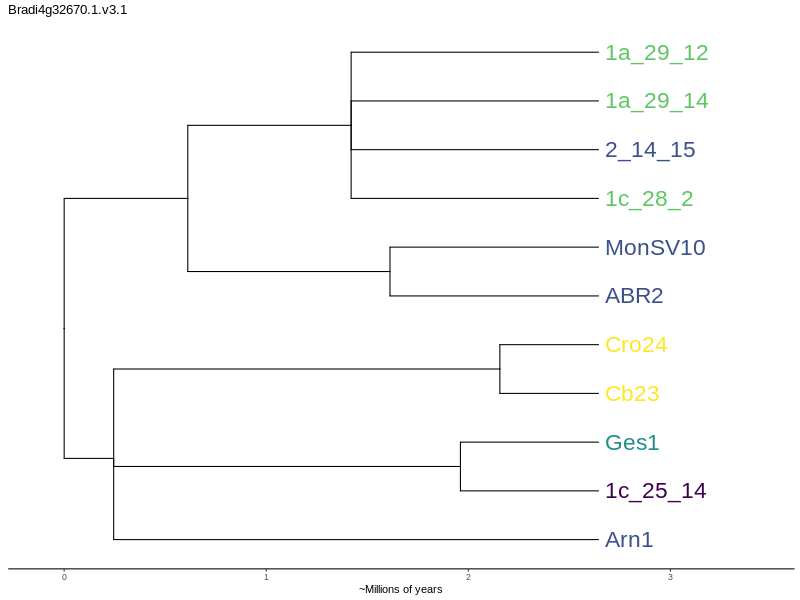 Bradi4g32670.1.v3.1
1a_29_12
1a_29_14
2_14_15
1c_28_2
MonSV10
ABR2
Cro24
Cb23
Ges1
1c_25_14
Arn1
0 1 2 3
~Millions of years